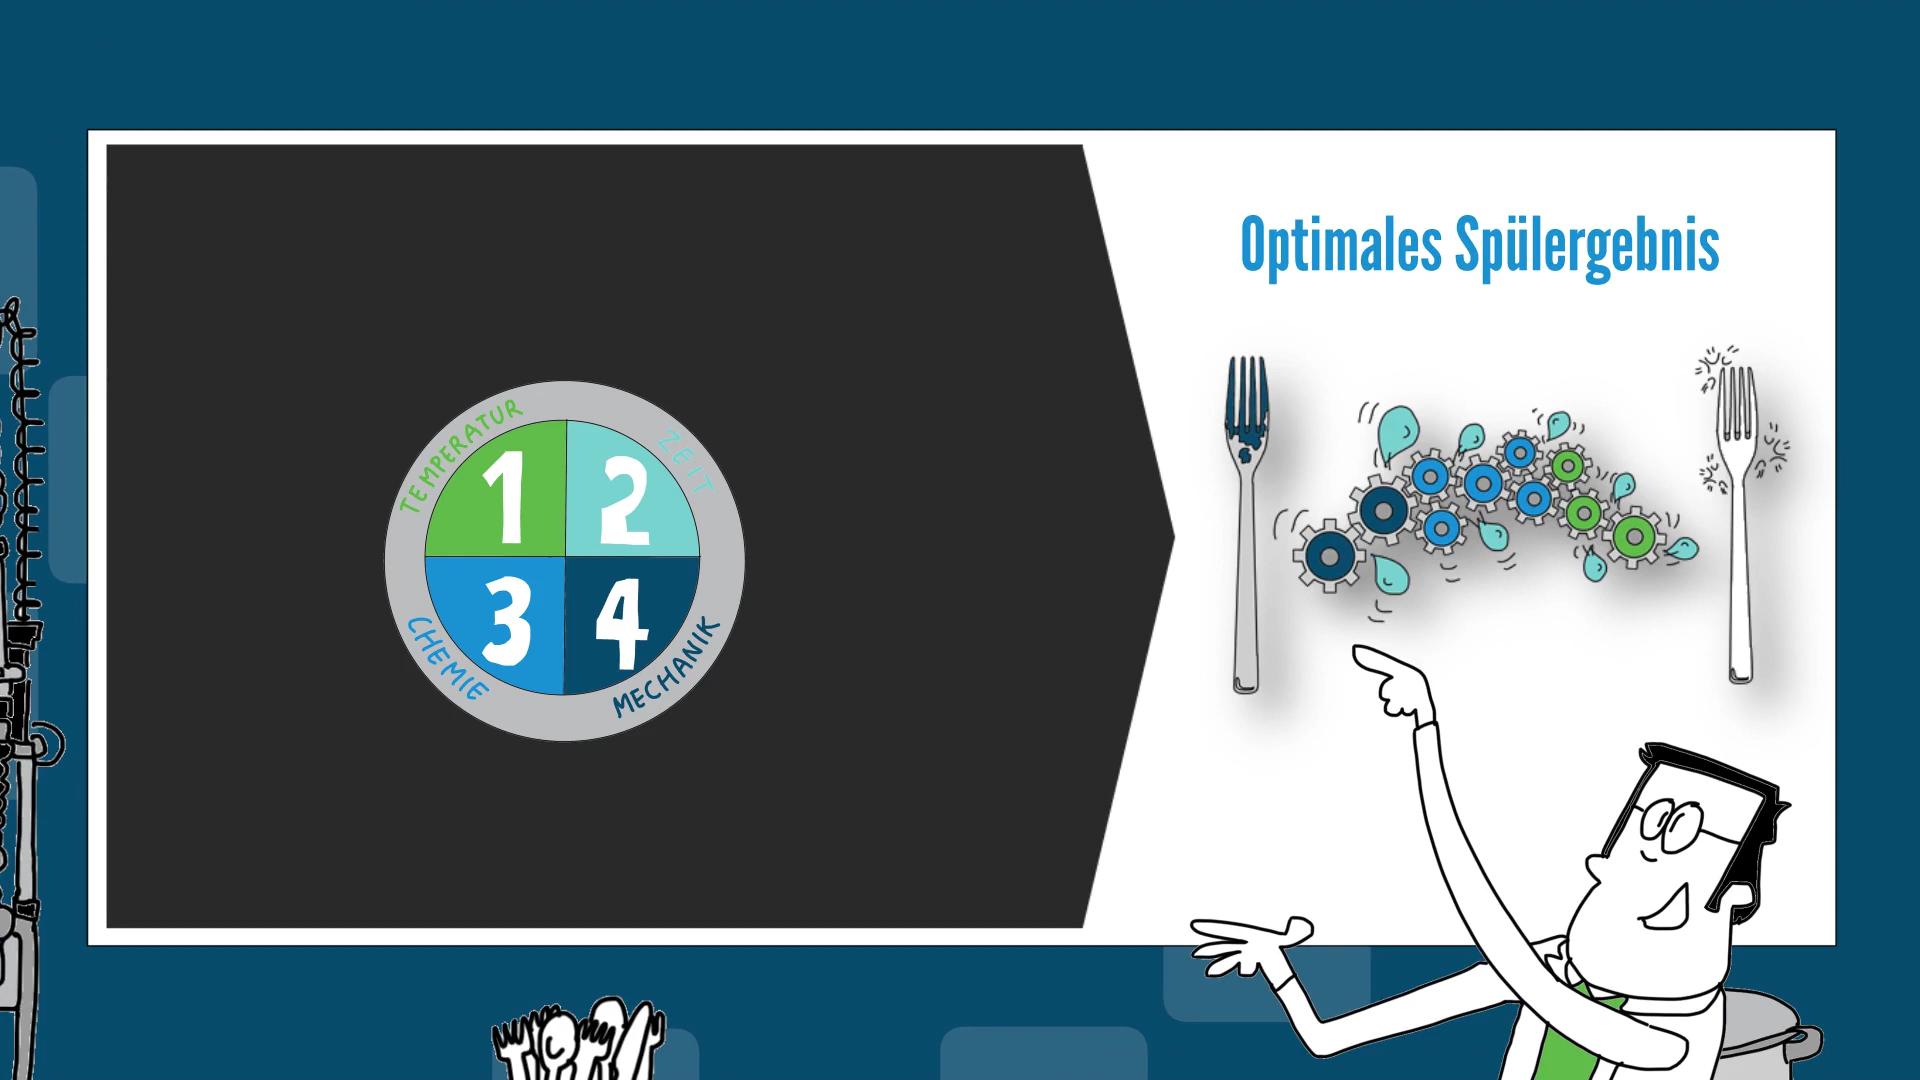 Optimales Spülergebnis
TEMPERATUR
ZEIT
1 2
3 4
CHEMIE
MECHANIK